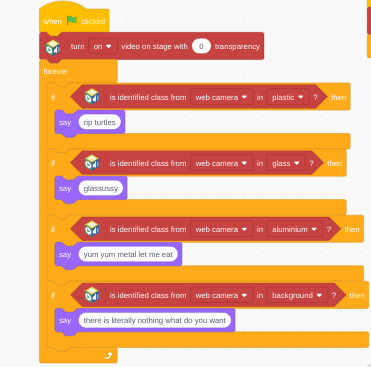 when clicked
turn on video on stage with 0 transparency
forever
if is identified class from web camera in plastic ? then
say rip turtles
if is identified class from web camera in glass ? then
say glassussy
if is identified class from web camera in aluminium ? then
say yum yum metal let me eat
if is identified class from web camera in background ? then
say there is literally nothing what do you want